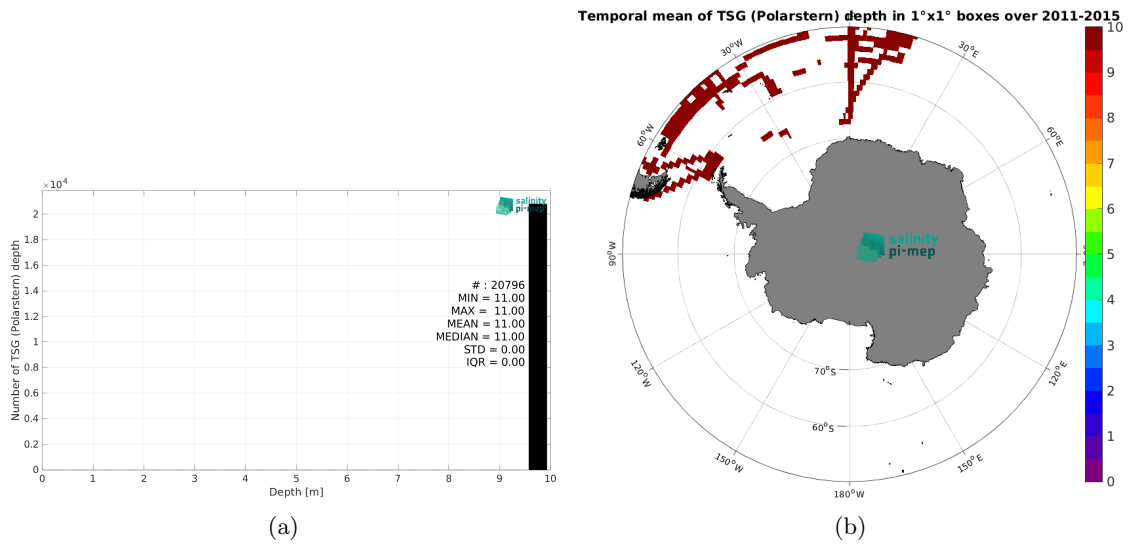 Temporal mean of TSG (Polarstern) depth in 1°x1° boxes over 2011-2015
×10⁴
2
1.8
1.6
1.4
1.2
1
0.8
0.6
0.4
0.2
0
Number of TSG (Polarstern) depth
salinity
pi-mep
# : 20796
MIN = 11.00
MAX = 11.00
MEAN = 11.00
MEDIAN = 11.00
STD = 0.00
IQR = 0.00
0 1 2 3 4 5 6 7 8 9 10
Depth [m]
(a)
30°W
30°E
60°W
60°E
90°W
120°W
120°E
150°W
150°E
180°W
70°S
60°S
salinity
pi-mep
10
9
8
7
6
5
4
3
2
1
0
(b)